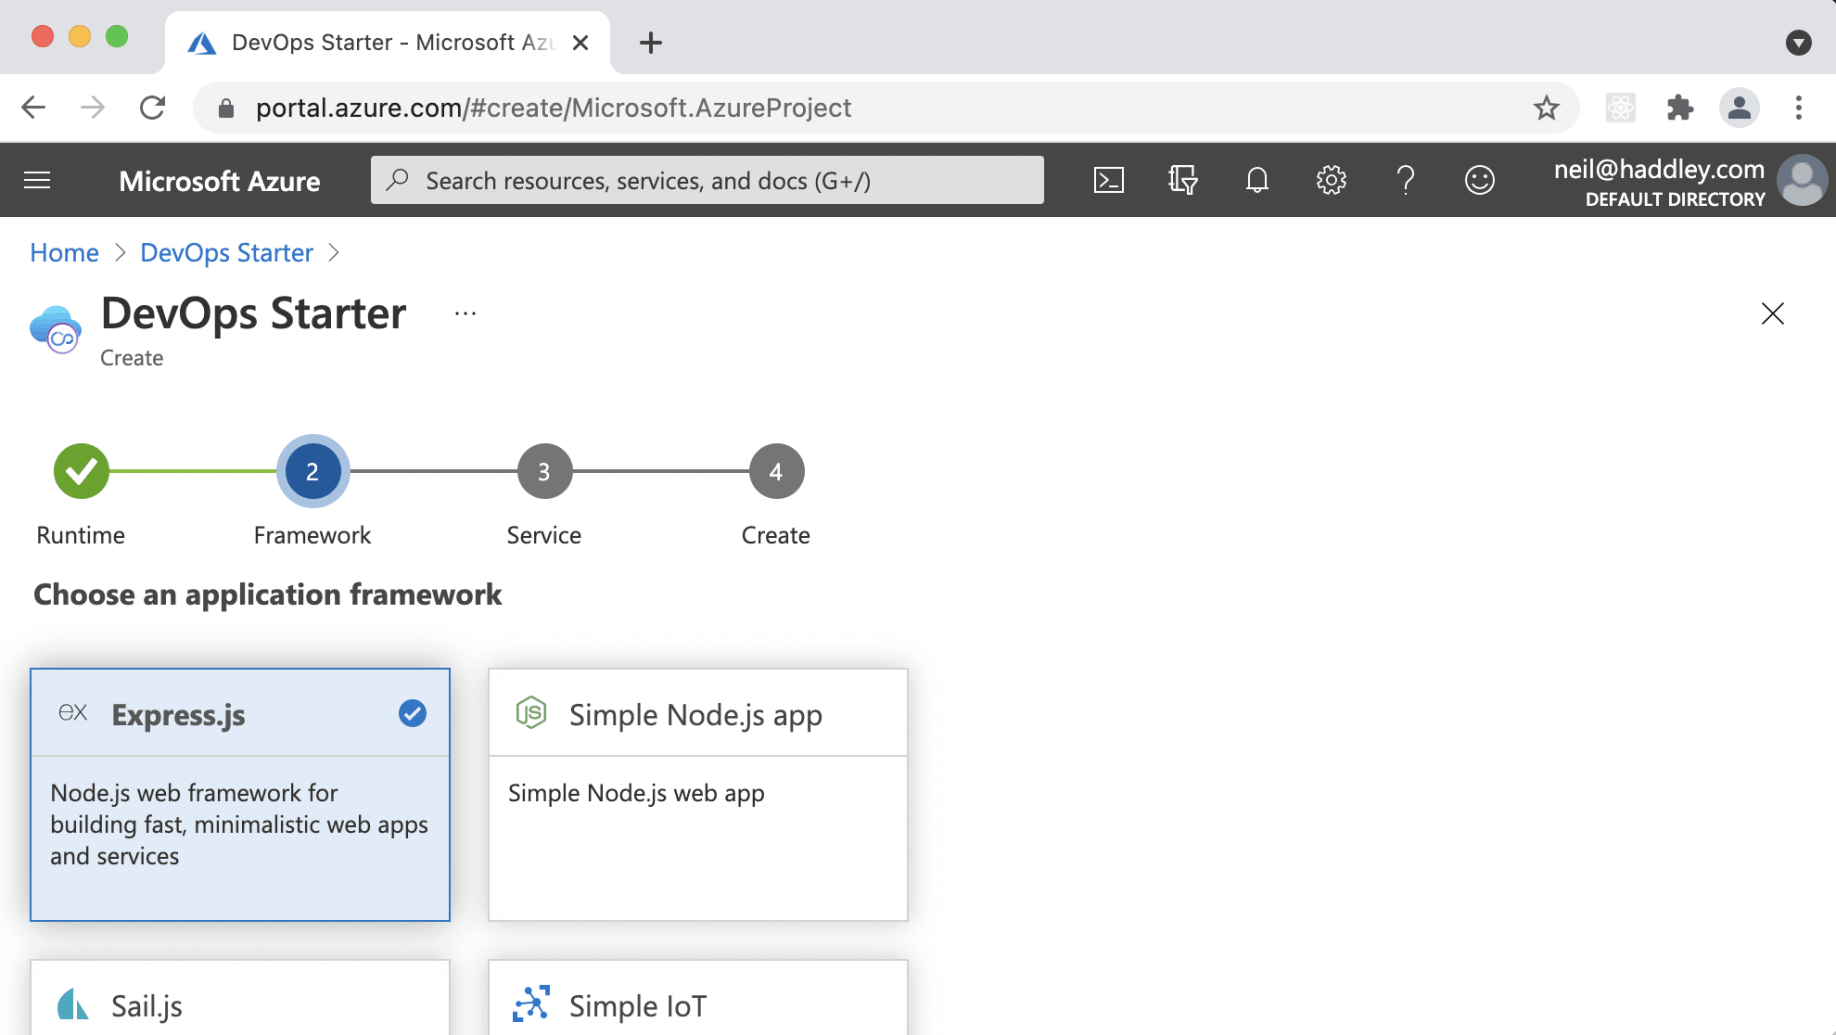 DevOps Starter - Microsoft Azu
portal.azure.com/#create/Microsoft.AzureProject
Microsoft Azure
Search resources, services, and docs (G+/)
neil@haddley.com
DEFAULT DIRECTORY
Home > DevOps Starter >
DevOps Starter ...
Create
2 3 4
Runtime Framework Service Create
Choose an application framework
ex Express.js
Node.js web framework for
building fast, minimalistic web apps
and services
JS Simple Node.js app
Simple Node.js web app
Sail.js
Simple IoT